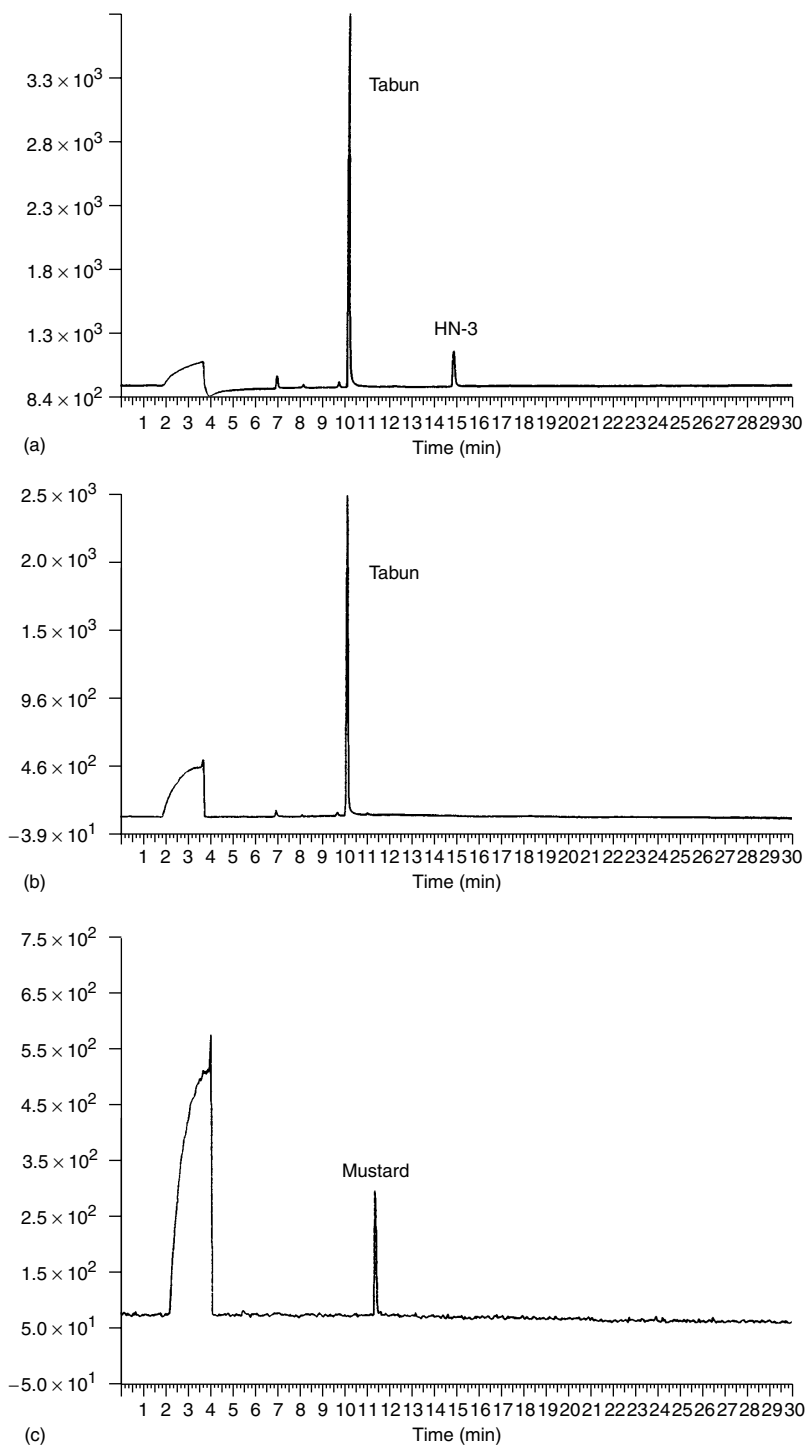 3.3 × 10³
Tabun
2.8 × 10³
2.3 × 10³
1.8 × 10³
1.3 × 10³
HN-3
8.4 × 10²
1 2 3 4 5 6 7 8 9 10 11 12 13 14 15 16 17 18 19 20 21 22 23 24 25 26 27 28 29 30
(a)
Time (min)
2.5 × 10³
2.0 × 10³
Tabun
1.5 × 10³
9.6 × 10²
4.6 × 10²
−3.9 × 10¹
1 2 3 4 5 6 7 8 9 10 11 12 13 14 15 16 17 18 19 20 21 22 23 24 25 26 27 28 29 30
(b)
Time (min)
7.5 × 10²
6.5 × 10²
5.5 × 10²
4.5 × 10²
3.5 × 10²
Mustard
2.5 × 10²
1.5 × 10²
5.0 × 10¹
−5.0 × 10¹
1 2 3 4 5 6 7 8 9 10 11 12 13 14 15 16 17 18 19 20 21 22 23 24 25 26 27 28 29 30
(c)
Time (min)